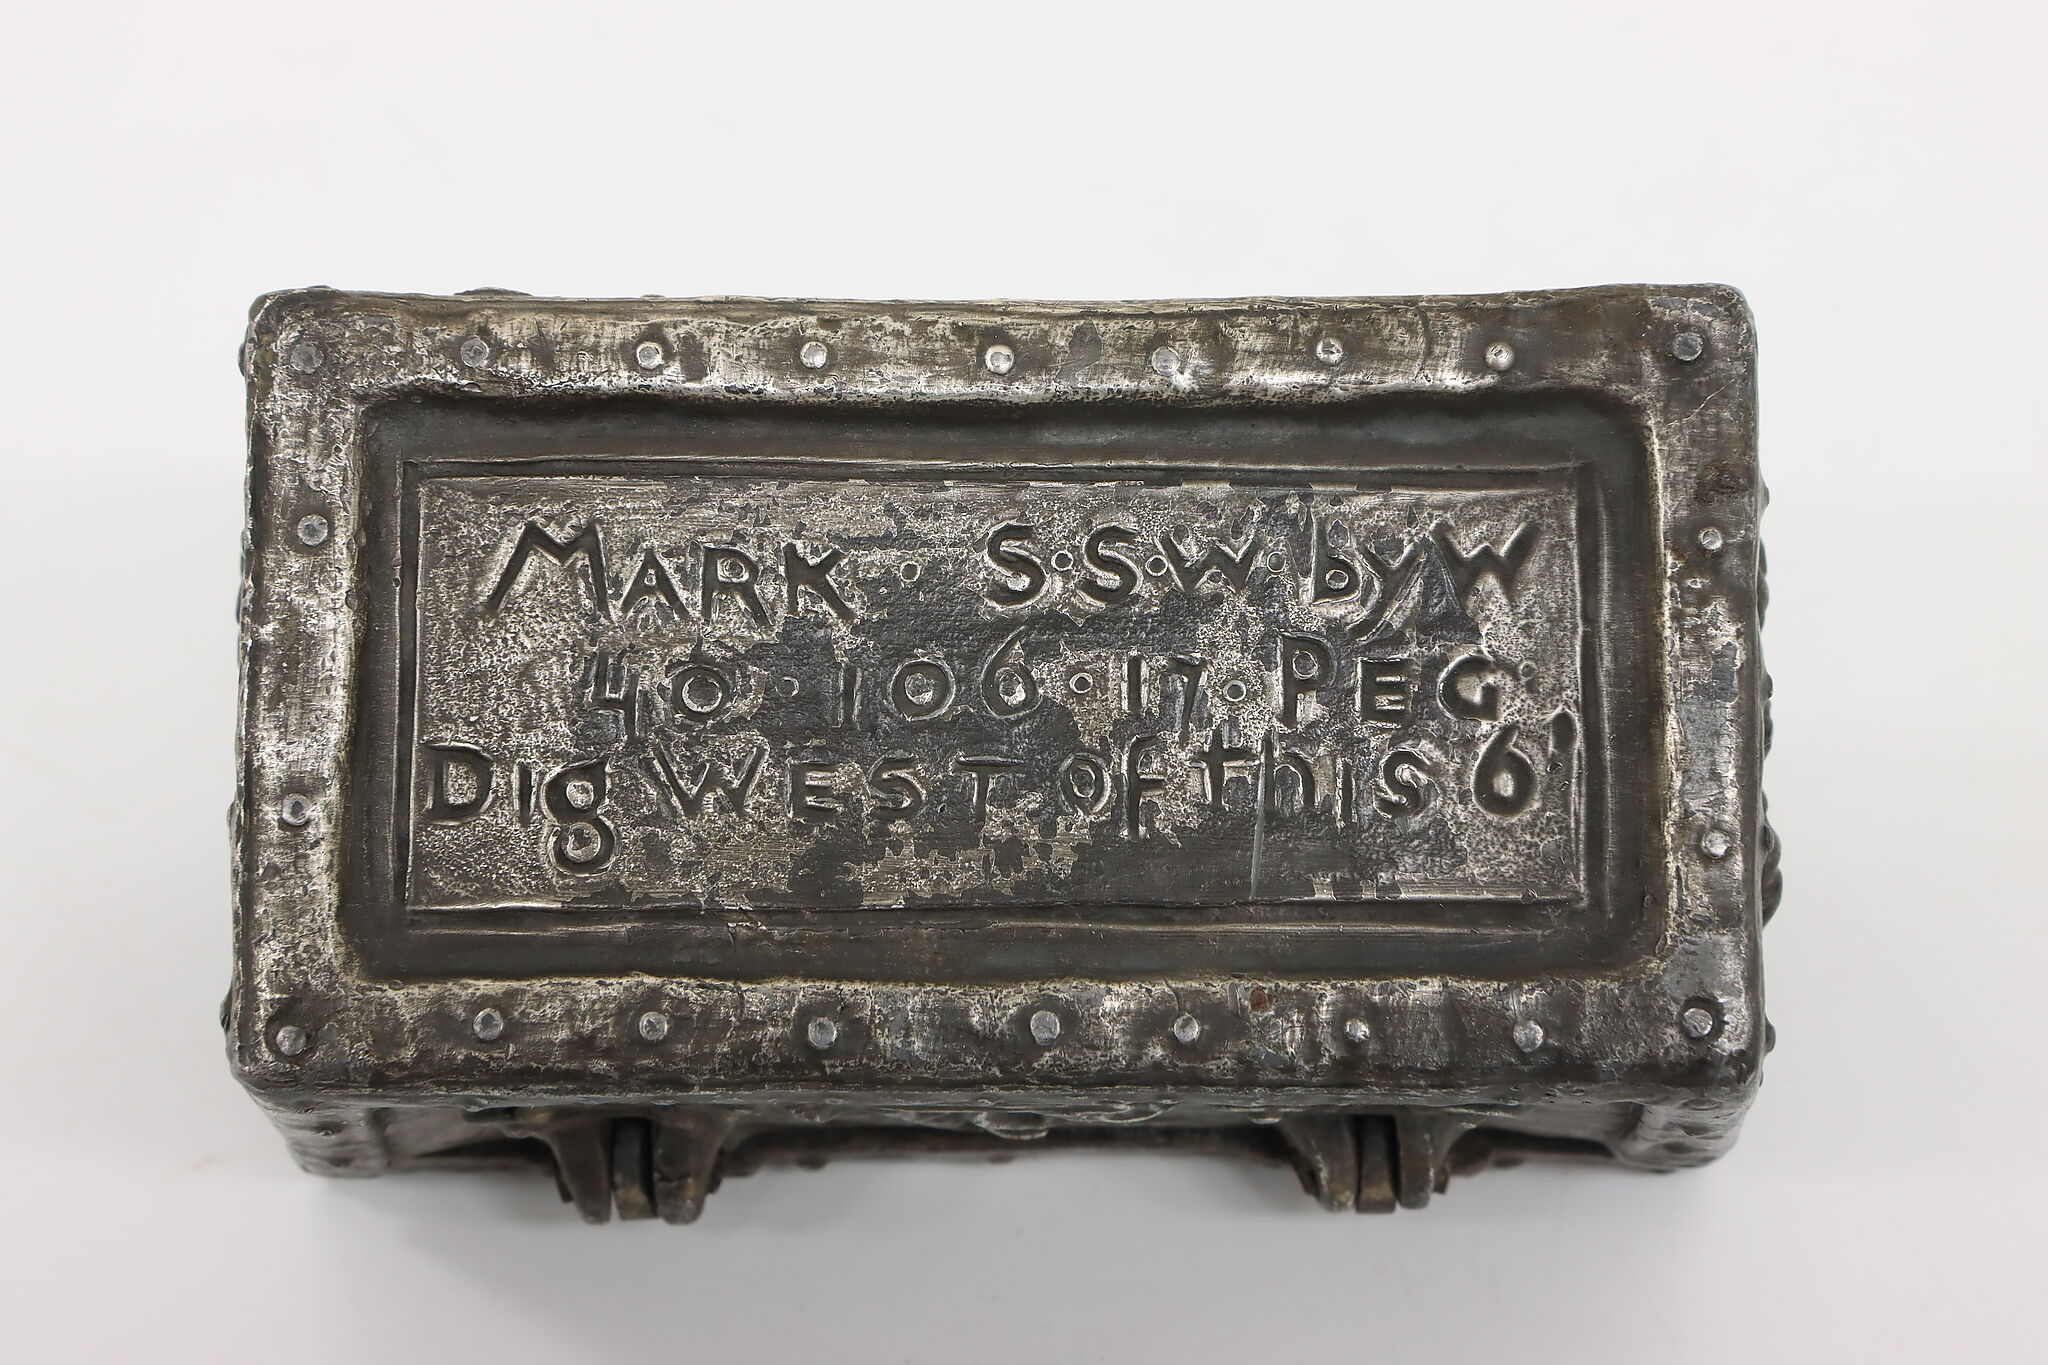 MARK · S·S·W· by W
40 · 106 · 17 · PEG
Dig WEST of this 6'